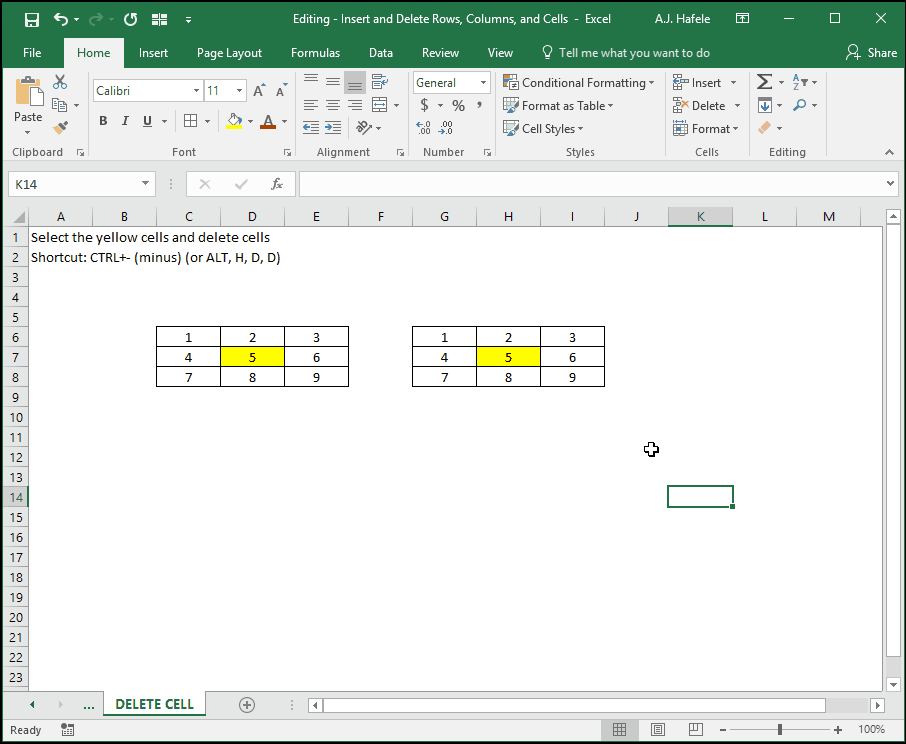 Editing - Insert and Delete Rows, Columns, and Cells - Excel A.J. Hafele
File Home Insert Page Layout Formulas Data Review View Tell me what you want to do Share
Paste
Calibri 11
B I U
A A
A
General
$ % ,
.00 .0
Conditional Formatting
Format as Table
Cell Styles
Insert
Delete
Format
Clipboard Font Alignment Number Styles Cells Editing
K14 fx
A B C D E F G H I J K L M
1 Select the yellow cells and delete cells
2 Shortcut: CTRL+- (minus) (or ALT, H, D, D)
3
4
5
6 1 2 3 1 2 3
7 4 5 6 4 5 6
8 7 8 9 7 8 9
9
10
11
12
13
14
15
16
17
18
19
20
21
22
23
... DELETE CELL
Ready 100%